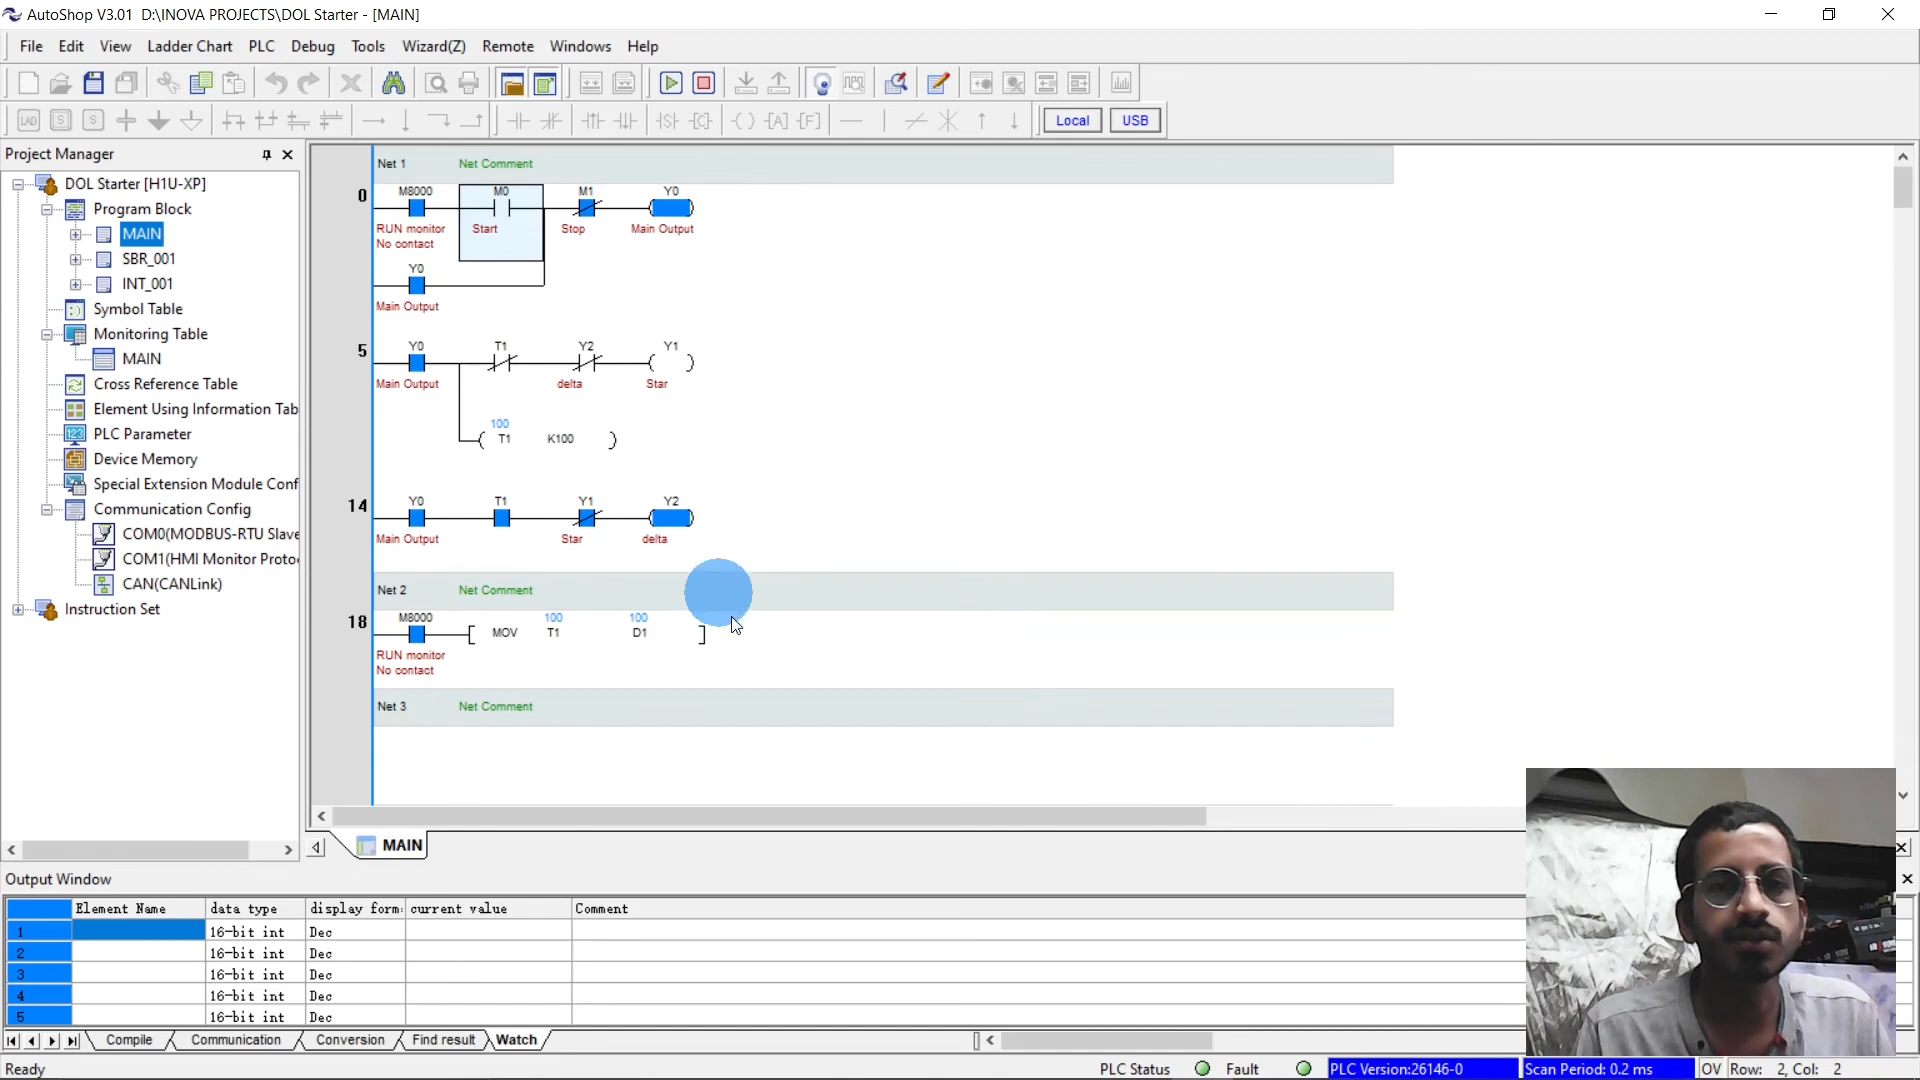 AutoShop V3.01 D:\INOVA PROJECTS\DOL Starter - [MAIN]
File Edit View Ladder Chart PLC Debug Tools Wizard(Z) Remote Windows Help
LAD S S S C A F Local USB
Project Manager
DOL Starter [H1U-XP]
Program Block
MAIN
SBR_001
INT_001
Symbol Table
Monitoring Table
MAIN
Cross Reference Table
Element Using Information Tab
PLC Parameter
Device Memory
Special Extension Module Conf
Communication Config
COM0(MODBUS-RTU Slave
COM1(HMI Monitor Proto
CAN(CANLink)
Instruction Set
Net 1 Net Comment
0 M8000 M0 M1 Y0
RUN monitor Start Stop Main Output
No contact
Y0
Main Output
5 Y0 T1 Y2 Y1
Main Output delta Star
100
T1 K100
14 Y0 T1 Y1 Y2
Main Output Star delta
Net 2 Net Comment
18 M8000 100 100
MOV T1 D1
RUN monitor
No contact
Net 3 Net Comment
MAIN
Output Window
Element Name data type display form current value Comment
1 16-bit int Dec
2 16-bit int Dec
3 16-bit int Dec
4 16-bit int Dec
5 16-bit int Dec
Compile Communication Conversion Find result Watch
Ready PLC Status Fault PLC Version:26146-0 Scan Period: 0.2 ms OV Row: 2, Col: 2